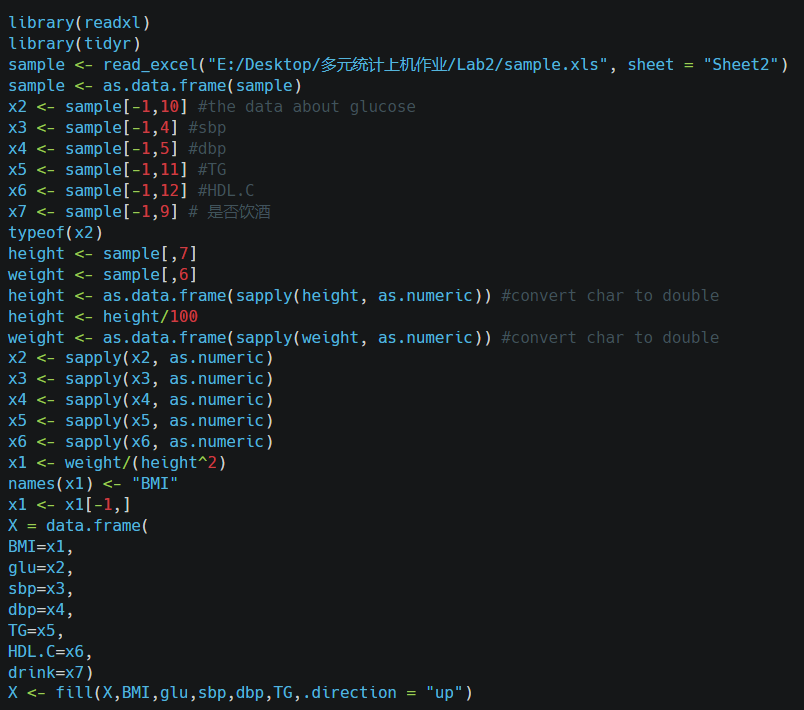 library(readxl)
library(tidyr)
sample <- read_excel("E:/Desktop/多元统计上机作业/Lab2/sample.xls", sheet = "Sheet2")
sample <- as.data.frame(sample)
x2 <- sample[-1,10] #the data about glucose
x3 <- sample[-1,4] #sbp
x4 <- sample[-1,5] #dbp
x5 <- sample[-1,11] #TG
x6 <- sample[-1,12] #HDL.C
x7 <- sample[-1,9] # 是否饮酒
typeof(x2)
height <- sample[,7]
weight <- sample[,6]
height <- as.data.frame(sapply(height, as.numeric)) #convert char to double
height <- height/100
weight <- as.data.frame(sapply(weight, as.numeric)) #convert char to double
x2 <- sapply(x2, as.numeric)
x3 <- sapply(x3, as.numeric)
x4 <- sapply(x4, as.numeric)
x5 <- sapply(x5, as.numeric)
x6 <- sapply(x6, as.numeric)
x1 <- weight/(height^2)
names(x1) <- "BMI"
x1 <- x1[-1,]
X = data.frame(
BMI=x1,
glu=x2,
sbp=x3,
dbp=x4,
TG=x5,
HDL.C=x6,
drink=x7)
X <- fill(X,BMI,glu,sbp,dbp,TG,.direction = "up")